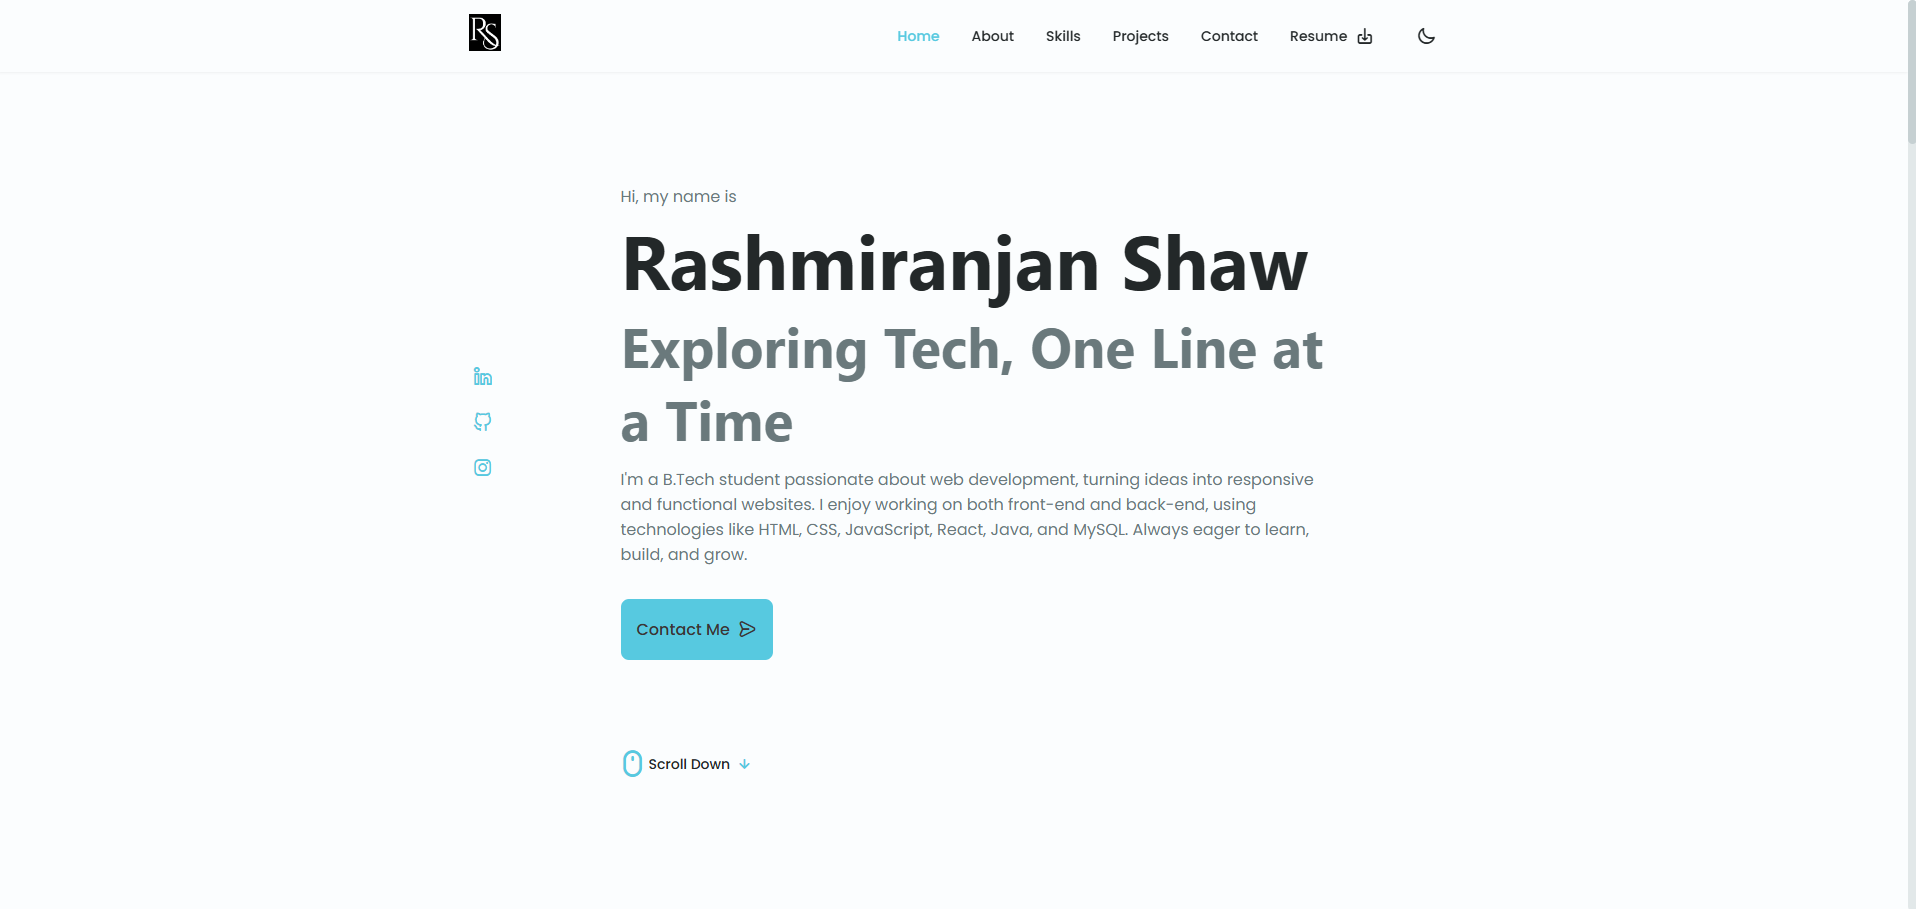 RS
Home About Skills Projects Contact Resume
Hi, my name is
Rashmiranjan Shaw
Exploring Tech, One Line at
a Time
I'm a B.Tech student passionate about web development, turning ideas into responsive
and functional websites. I enjoy working on both front-end and back-end, using
technologies like HTML, CSS, JavaScript, React, Java, and MySQL. Always eager to learn,
build, and grow.
Contact Me
Scroll Down